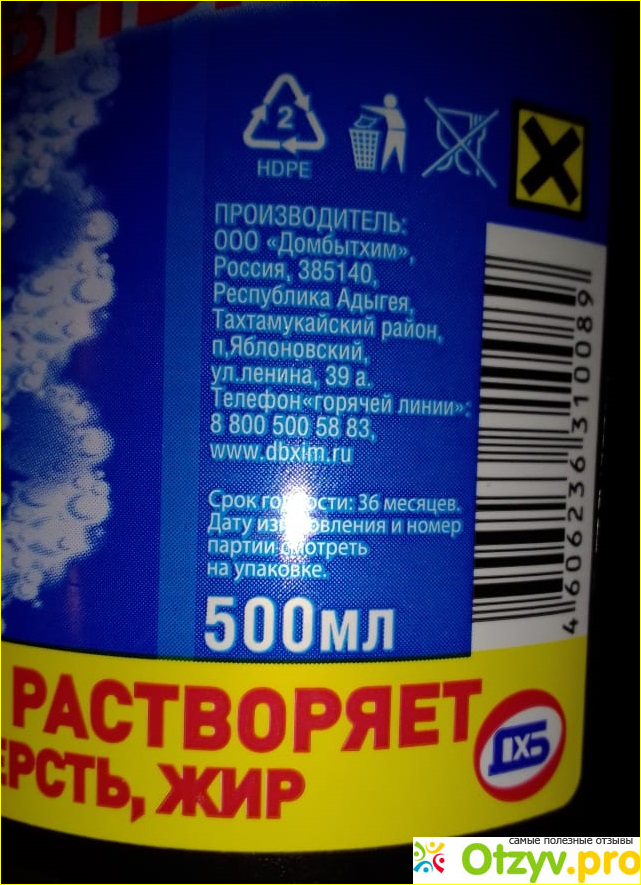 2
HDPE
ПРОИЗВОДИТЕЛЬ:
ООО «Домбытхим»,
Россия, 385140,
Республика Адыгея,
Тахтамукайский район,
п,Яблоновский,
ул.ленина, 39 а.
Телефон«горячей линии»:
8 800 500 58 83,
www.dbxim.ru
Срок годности: 36 месяцев.
Дату изготовления и номер
партии смотреть
на упаковке.
500мл
4 606236 310089
РАСТВОРЯЕТ
ЕРСТЬ, ЖИР
ДХБ
самые полезные отзывы
Otzyv.pro